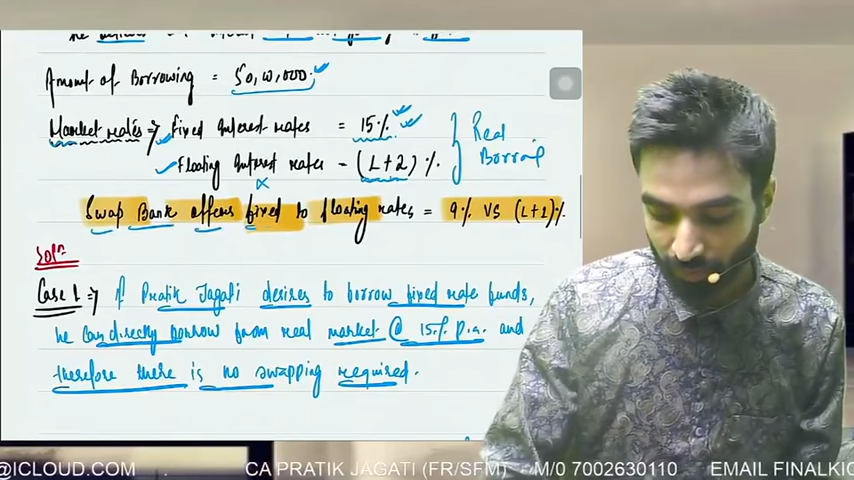 Amount of Borrowing = 50,00,000.
Market rates => Fixed Interest rates = 15%
Floating Interest rates = (L+2)%.
Real
Swap Bank offers fixed to floating rates = 9% VS (L+1)%.
Soln
Case 1 => If Pratik Jagati desires to borrow fixed rate funds,
he can directly borrow from real market @ 15% p.a. and
therefore there is no swapping required.
@ICLOUD.COM CA PRATIK JAGATI (FR/SFM) M/0 7002630110 EMAIL FINALKIC